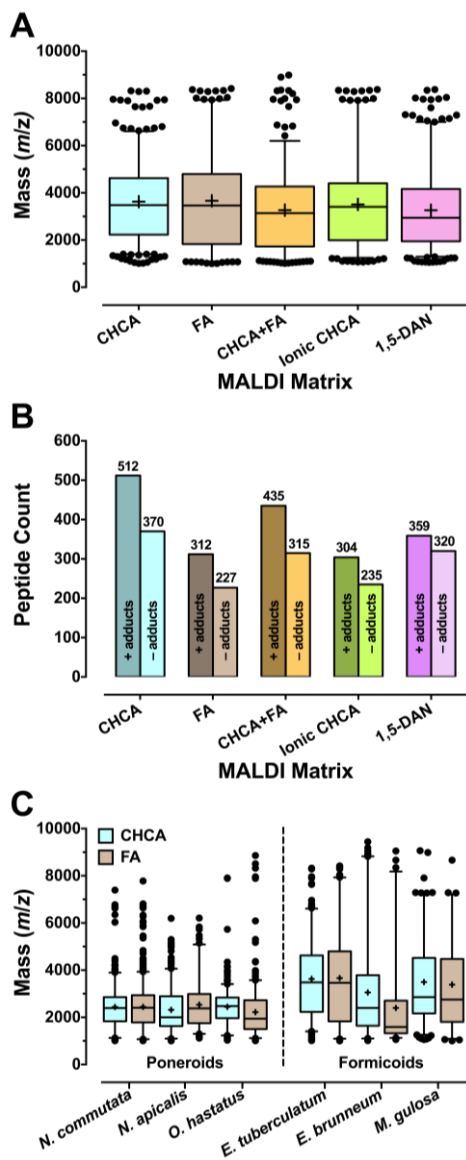 A
10000
8000
6000
4000
2000
0
Mass (m/z)
CHCA
FA
CHCA+FA
Ionic CHCA
1,5-DAN
MALDI Matrix
B
600
500
400
300
200
100
0
Peptide Count
512
370
312
227
435
315
304
235
359
320
+ adducts
– adducts
+ adducts
– adducts
+ adducts
– adducts
+ adducts
– adducts
+ adducts
– adducts
CHCA
FA
CHCA+FA
Ionic CHCA
1,5-DAN
MALDI Matrix
C
10000
8000
6000
4000
2000
0
Mass (m/z)
CHCA
FA
Poneroids
Formicoids
N. commutata
N. apicalis
O. hastatus
E. tuberculatum
E. brunneum
M. gulosa